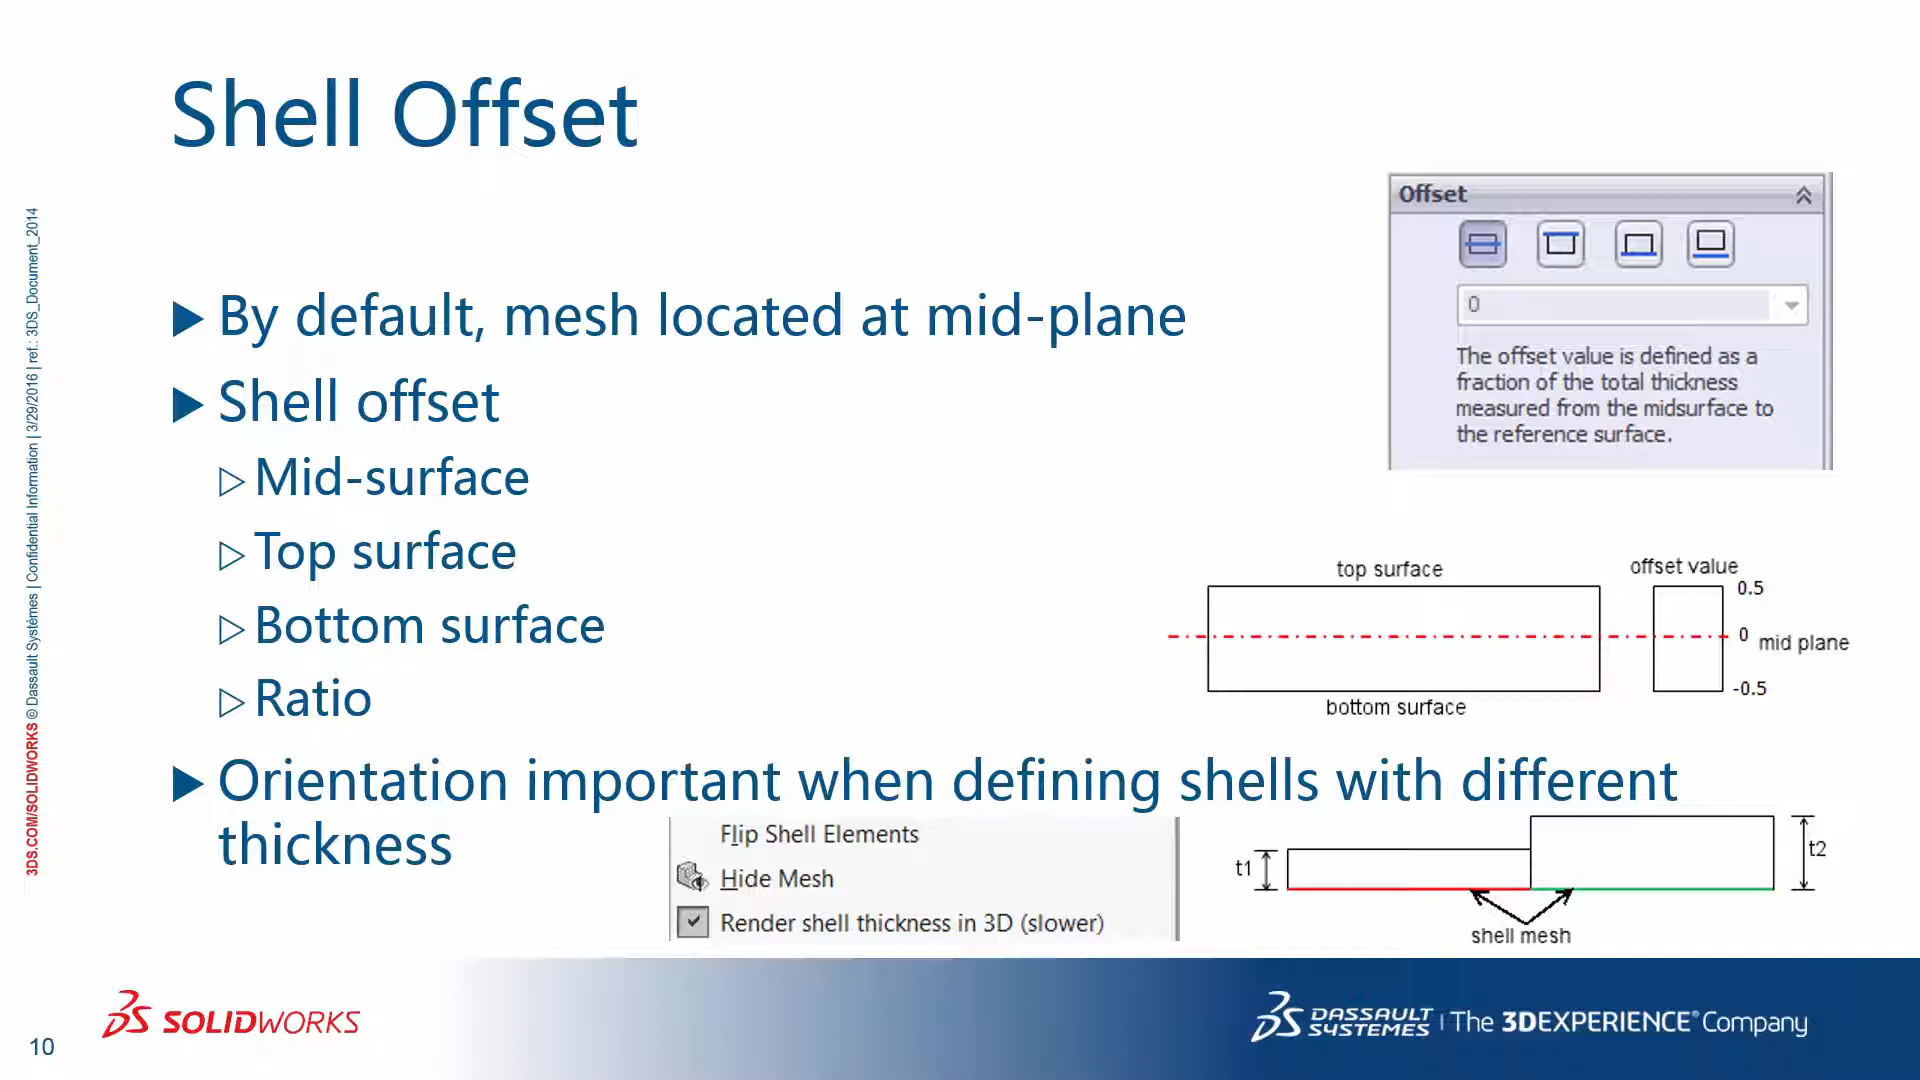 Shell Offset
3DS.COM/SOLIDWORKS © Dassault Systèmes | Confidential Information | 3/29/2016 | ref.: 3DS_Document_2014
By default, mesh located at mid-plane
Shell offset
Mid-surface
Top surface
Bottom surface
Ratio
Orientation important when defining shells with different
thickness
Offset
0
The offset value is defined as a
fraction of the total thickness
measured from the midsurface to
the reference surface.
top surface
offset value
0.5
0
mid plane
-0.5
bottom surface
Flip Shell Elements
Hide Mesh
Render shell thickness in 3D (slower)
t1
t2
shell mesh
SOLIDWORKS
DASSAULT
SYSTEMES | The 3DEXPERIENCE® Company
10